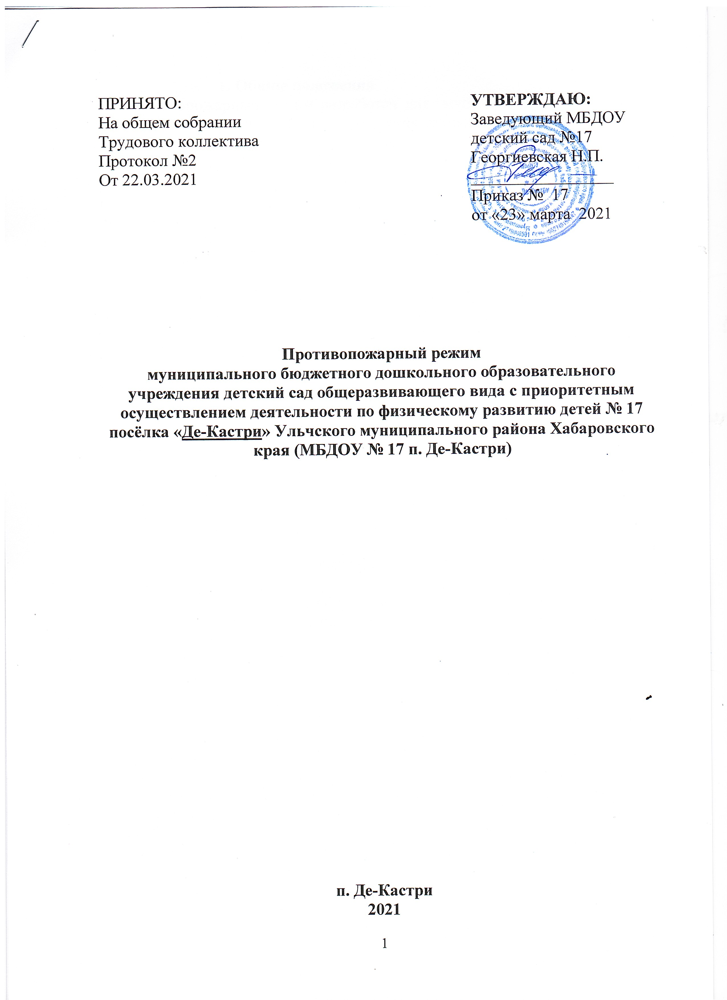 ПРИНЯТО:
На общем собрании
Трудового коллектива
Протокол №2
От 22.03.2021
УТВЕРЖДАЮ:
Заведующий МБДОУ
детский сад №17
Георгиевская Н.П.
Приказ № 17
от «23» марта 2021
Противопожарный режим
муниципального бюджетного дошкольного образовательного
учреждения детский сад общеразвивающего вида с приоритетным
осуществлением деятельности по физическому развитию детей № 17
посёлка «Де-Кастри» Ульчского муниципального района Хабаровского
края (МБДОУ № 17 п. Де-Кастри)
п. Де-Кастри
2021
1